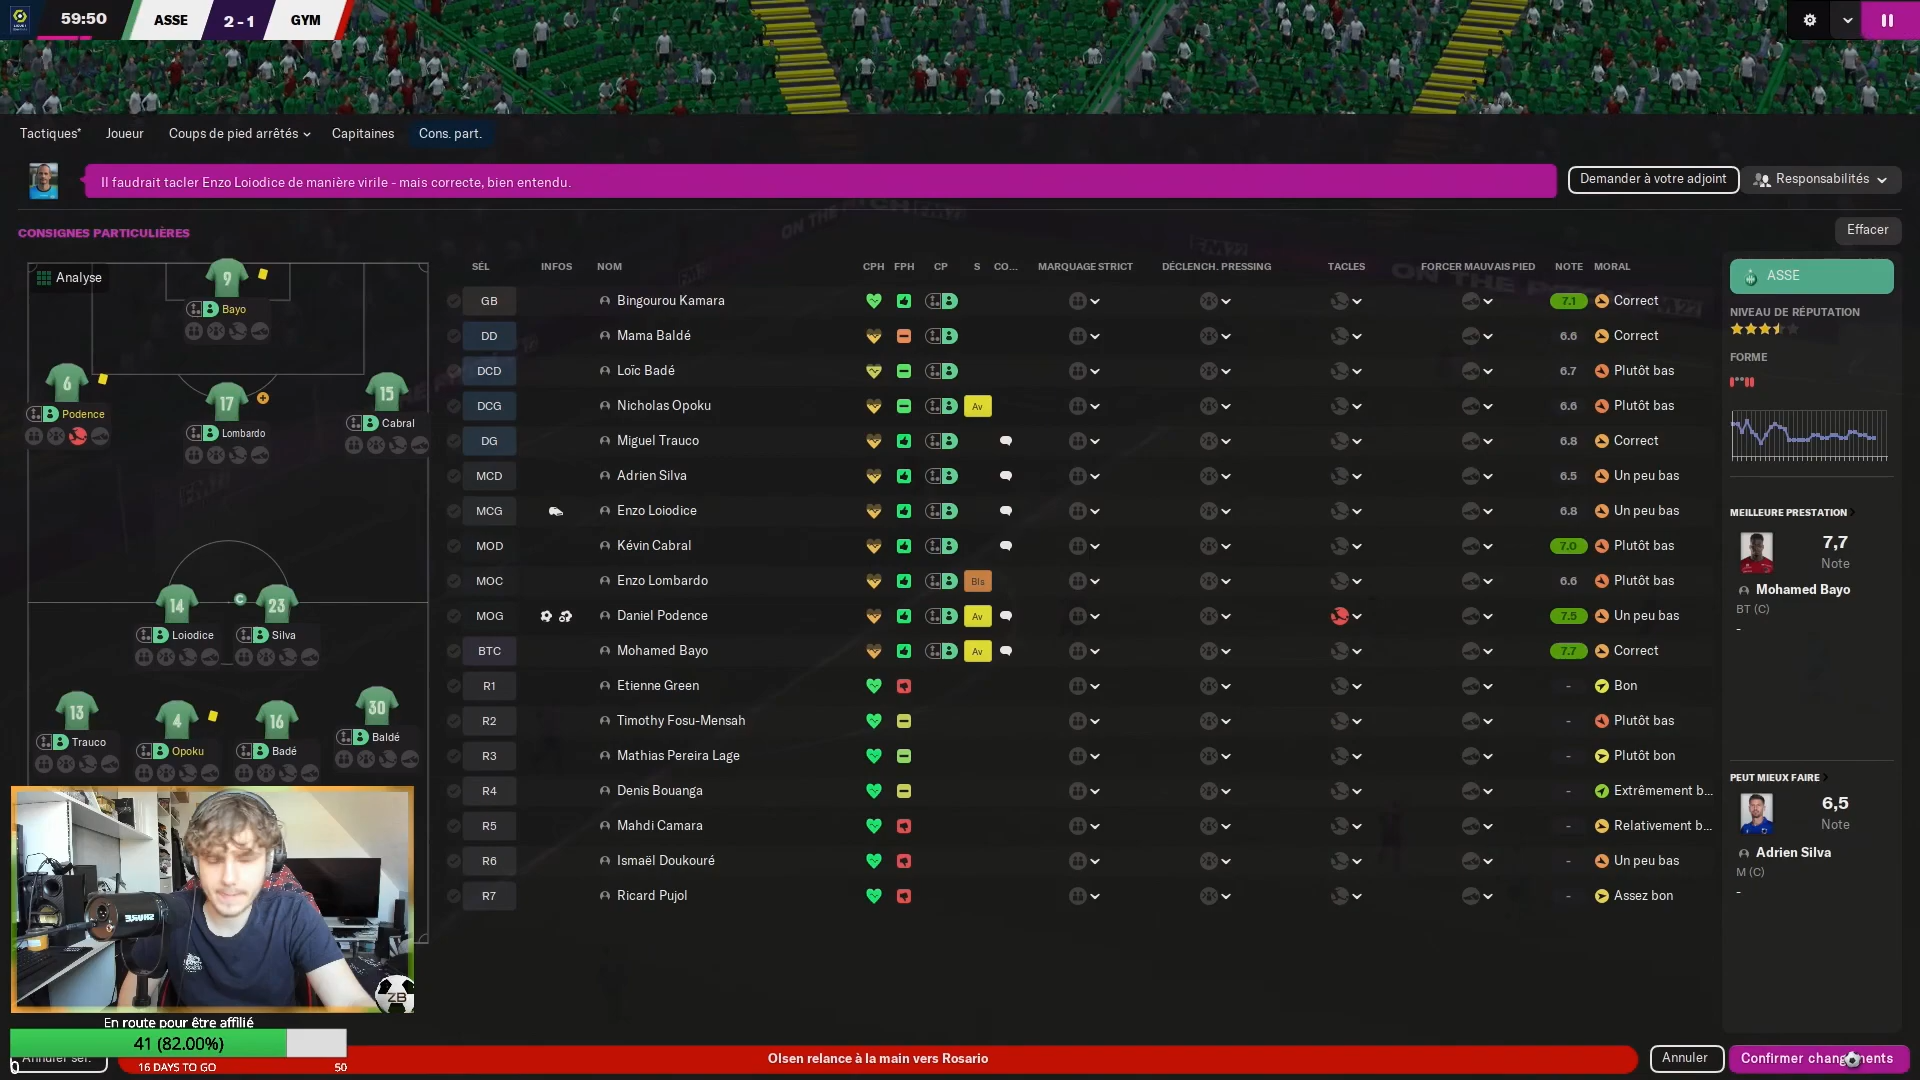 59:50 ASSE 2 - 1 GYM
Tactiques* Joueur Coups de pied arrêtés Capitaines Cons. part.
Il faudrait tacler Enzo Loiodice de manière virile - mais correcte, bien entendu.
Demander à votre adjoint Responsabilités
CONSIGNES PARTICULIÈRES
Effacer
Analyse
9
Bayo
6
Podence
17
Lombardo
15
Cabral
14
Loiodice
C
23
Silva
13
Trauco
4
Opoku
16
Badé
30
Baldé
SÉL INFOS NOM CPH FPH CP S CO... MARQUAGE STRICT DÉCLENCH. PRESSING TACLES FORCER MAUVAIS PIED NOTE MORAL
GB Bingourou Kamara 7.1 Correct
DD Mama Baldé 6.6 Correct
DCD Loïc Badé 6.7 Plutôt bas
DCG Nicholas Opoku Av 6.6 Plutôt bas
DG Miguel Trauco 6.8 Correct
MCD Adrien Silva 6.5 Un peu bas
MCG Enzo Loiodice 6.8 Un peu bas
MOD Kévin Cabral 7.0 Plutôt bas
MOC Enzo Lombardo Bls 6.6 Plutôt bas
MOG Daniel Podence Av 7.5 Un peu bas
BTC Mohamed Bayo Av 7.7 Correct
R1 Etienne Green - Bon
R2 Timothy Fosu-Mensah - Plutôt bas
R3 Mathias Pereira Lage - Plutôt bon
R4 Denis Bouanga - Extrêmement b...
R5 Mahdi Camara - Relativement b...
R6 Ismaël Doukouré - Un peu bas
R7 Ricard Pujol - Assez bon
ASSE
NIVEAU DE RÉPUTATION
FORME
MEILLEURE PRESTATION
7,7
Note
Mohamed Bayo
BT (C)
-
PEUT MIEUX FAIRE
6,5
Note
Adrien Silva
M (C)
-
SHURE
ZB
En route pour être affilié
41 (82.00%)
Annuler sél.
0 16 DAYS TO GO 50
Olsen relance à la main vers Rosario
Annuler Confirmer changements